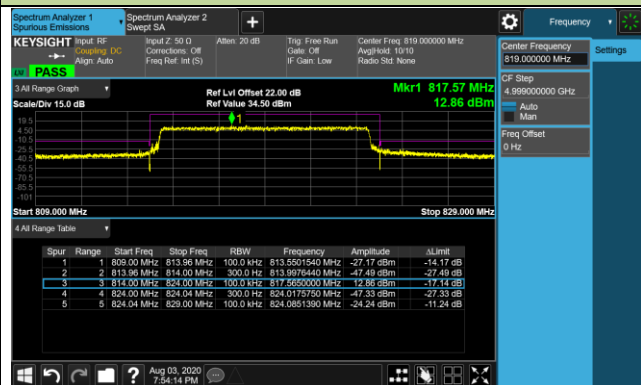 Spectrum Analyzer 1
Spurious Emissions
Spectrum Analyzer 2
Swept SA
Frequency
KEYSIGHT
Input: RF
Coupling: DC
Align: Auto
Input Z: 50 Ω
Corrections: Off
Freq Ref: Int (S)
Atten: 20 dB
Trig: Free Run
Gate: Off
IF Gain: Low
Center Freq: 819.000000 MHz
Avg|Hold: 10/10
Radio Std: None
PASS
Center Frequency
819.000000 MHz
Settings
CF Step
4.999000000 GHz
Auto
Man
Freq Offset
0 Hz
3 All Range Graph
Scale/Div 15.0 dB
Ref Lvl Offset 22.00 dB
Ref Value 34.50 dBm
Mkr1 817.57 MHz
12.86 dBm
1
19.5
4.50
-10.5
-25.5
-40.5
-55.5
-70.5
-85.5
-101
Start 809.000 MHz
Stop 829.000 MHz
4 All Range Table
Spur Range Start Freq Stop Freq RBW Frequency Amplitude ΔLimit
1 1 809.00 MHz 813.96 MHz 100.0 kHz 813.5501540 MHz -27.17 dBm -14.17 dB
2 2 813.96 MHz 814.00 MHz 300.0 Hz 813.9976440 MHz -47.49 dBm -27.49 dB
3 3 814.00 MHz 824.00 MHz 100.0 kHz 817.5650000 MHz 12.86 dBm -17.14 dB
4 4 824.00 MHz 824.04 MHz 300.0 Hz 824.0175750 MHz -47.33 dBm -27.33 dB
5 5 824.04 MHz 829.00 MHz 100.0 kHz 824.0851390 MHz -24.24 dBm -11.24 dB
Aug 03, 2020
7:54:14 PM